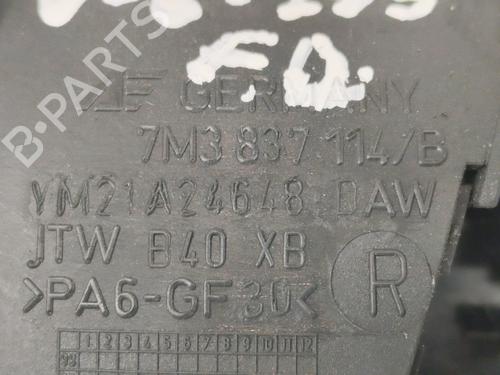 F.D.
GERMANY
7M3 837 114/B
YM21A24648 DAW
JTW B40 XB
>PA6-GF30<
R
1 2 3 4 5 6 7 8 9 10 11 12
B-PARTS